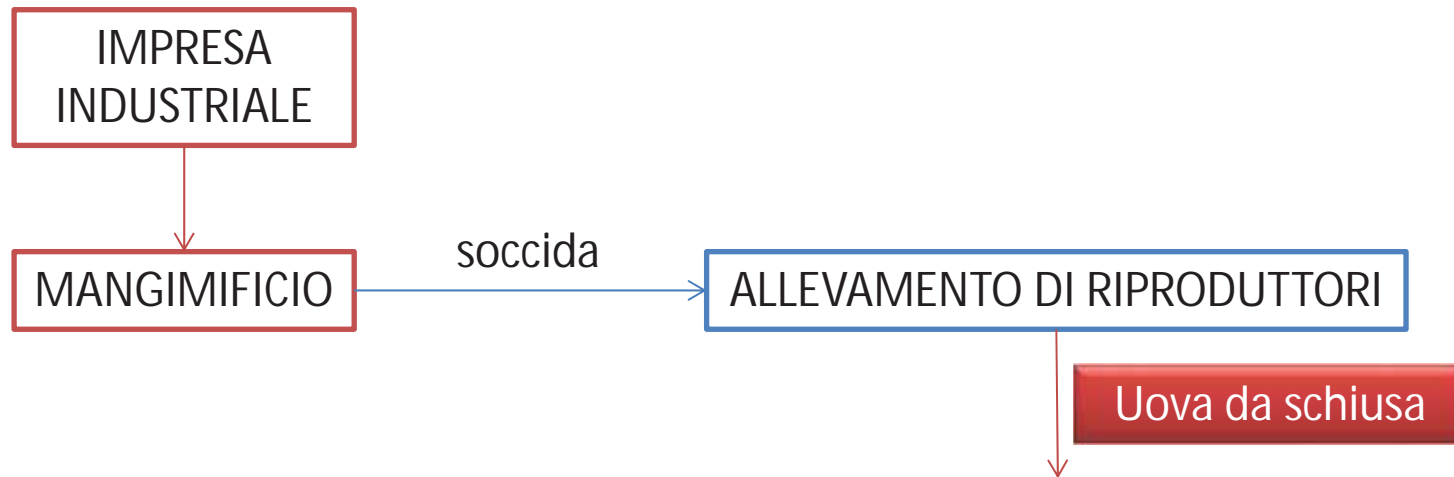 IMPRESA
INDUSTRIALE
MANGIMIFICIO
soccida
ALLEVAMENTO DI RIPRODUTTORI
Uova da schiusa